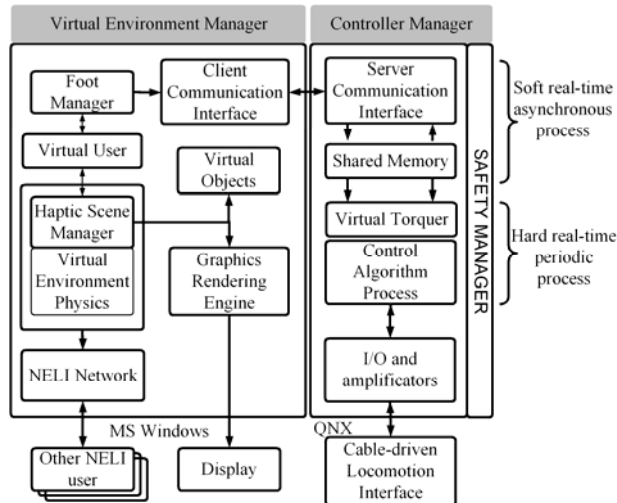 Virtual Environment Manager
Controller Manager
Foot
Manager
Client
Communication
Interface
Server
Communication
Interface
Soft real-time
asynchronous
process
Virtual User
Virtual
Objects
Shared Memory
SAFETY MANAGER
Haptic Scene
Manager
Virtual
Environment
Physics
Graphics
Rendering
Engine
Virtual Torquer
Control
Algorithm
Process
Hard real-time
periodic
process
NELI Network
I/O and
amplificators
MS Windows
QNX
Other NELI
user
Display
Cable-driven
Locomotion
Interface